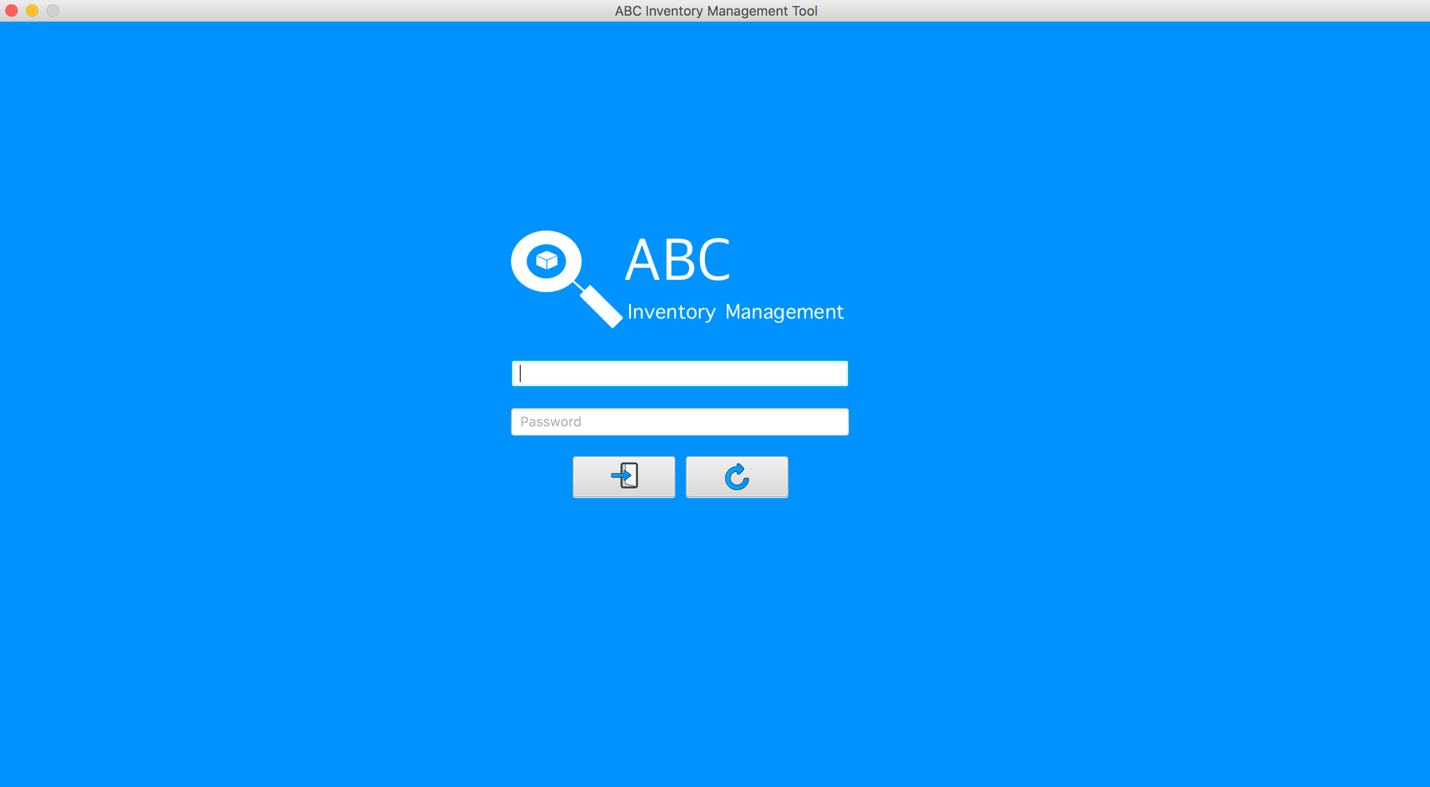 ABC Inventory Management Tool
ABC
Inventory Management
Password